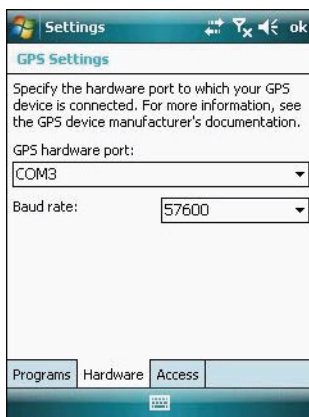 Settings
ok
GPS Settings
Specify the hardware port to which your GPS
device is connected. For more information, see
the GPS device manufacturer's documentation.
GPS hardware port:
COM3
Baud rate:
57600
Programs
Hardware
Access